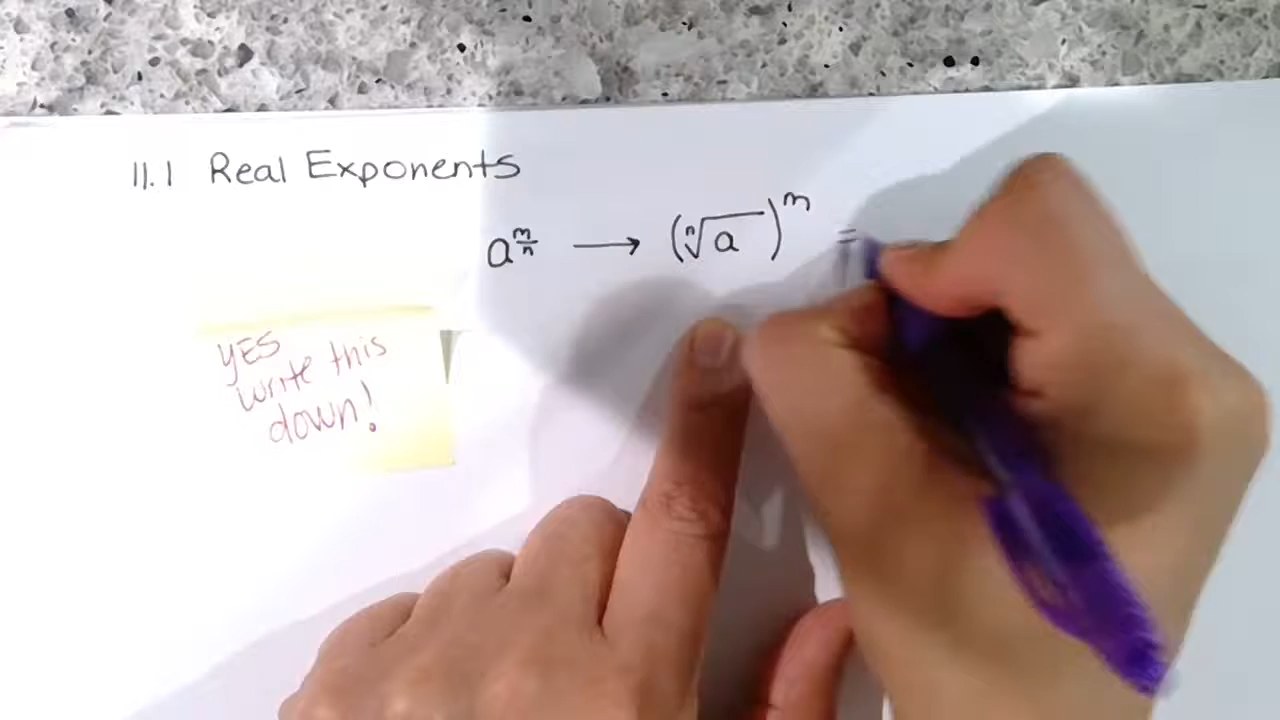 11.1 Real Exponents
a^{m/n} → (ⁿ√a)^m =
YES
write this
down!